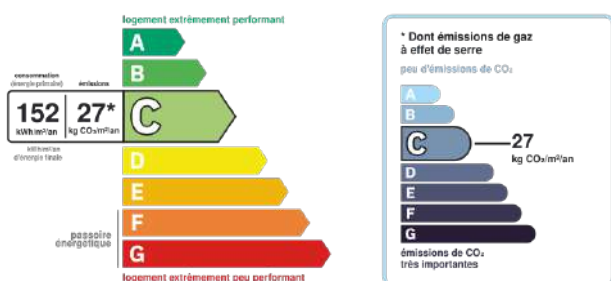 logement extrêmement performant
A
B
consommation
(énergie primaire)
émissions
152
kWh/m²/an
27*
kg CO₂/m²/an
C
d'énergie finale
D
E
F
G
passoire
énergétique
logement extrêmement peu performant
* Dont émissions de gaz
à effet de serre
peu d'émissions de CO₂
A
B
C
27
kg CO₂/m²/an
D
E
F
G
émissions de CO₂
très importantes